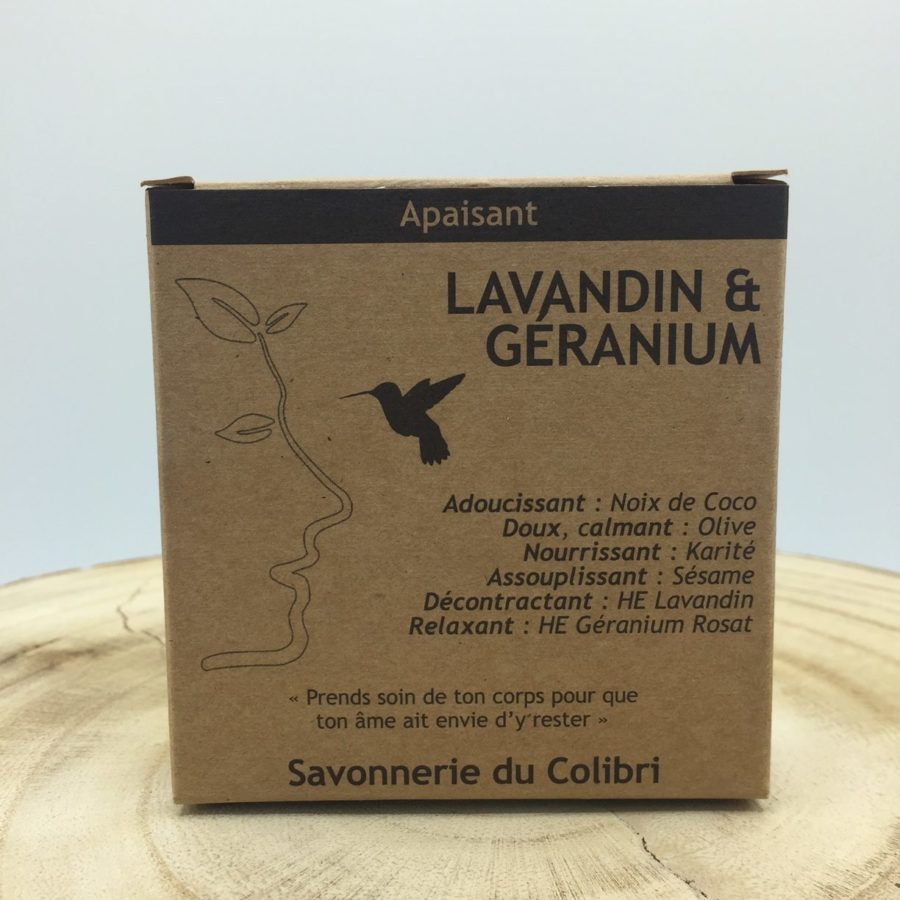 Apaisant
LAVANDIN &
GÉRANIUM
Adoucissant : Noix de Coco
Doux, calmant : Olive
Nourrissant : Karité
Assouplissant : Sésame
Décontractant : HE Lavandin
Relaxant : HE Géranium Rosat
« Prends soin de ton corps pour que
ton âme ait envie d’y rester »
Savonnerie du Colibri